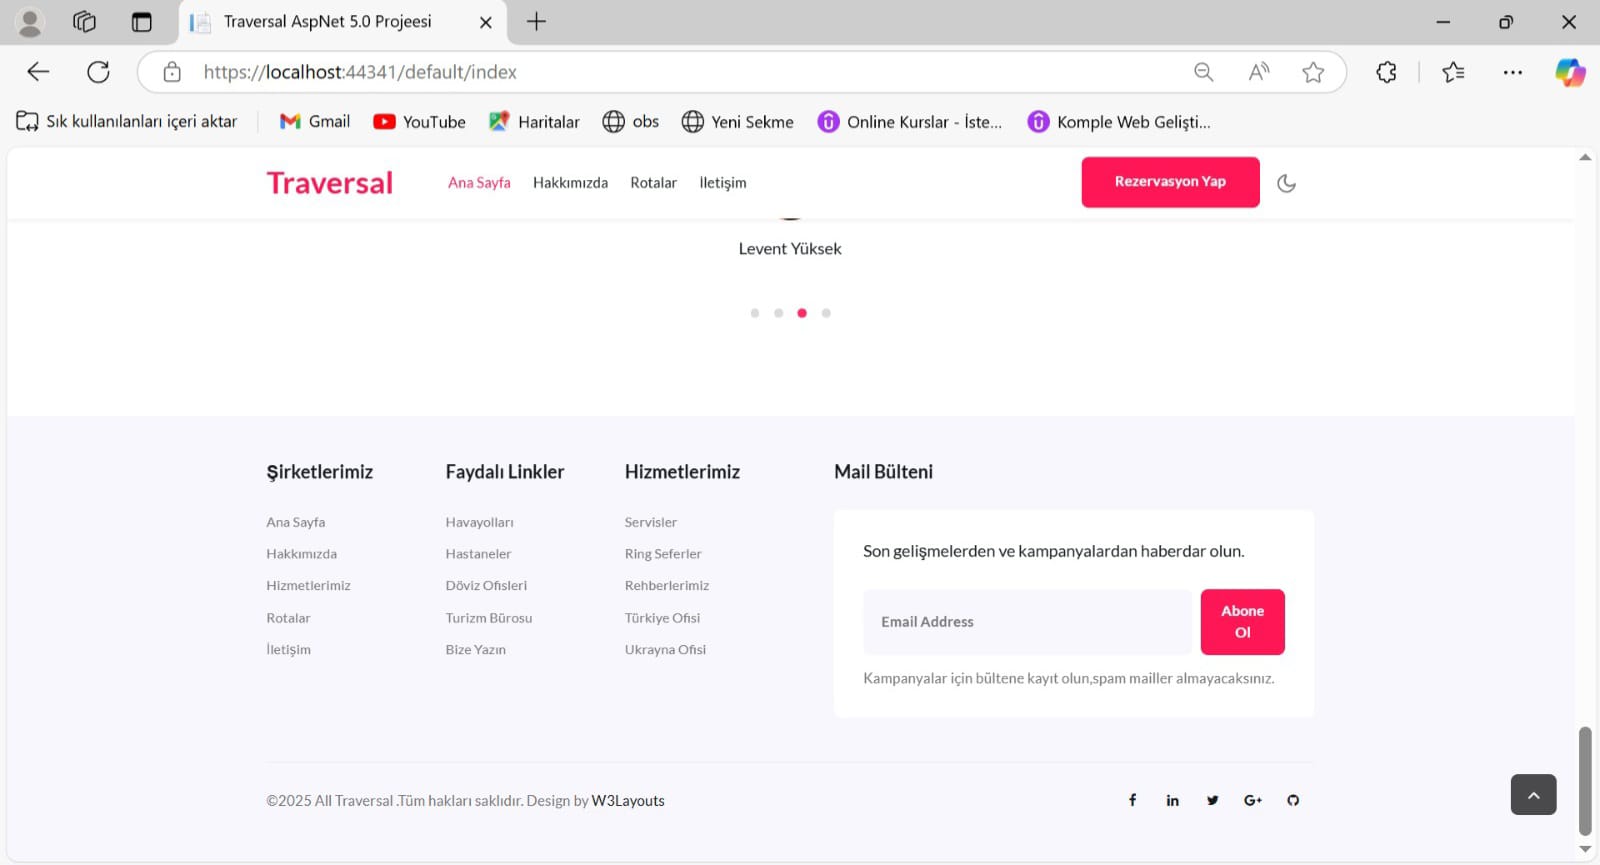 Traversal AspNet 5.0 Projeesi
https://localhost:44341/default/index
Sık kullanılanları içeri aktar
Gmail
YouTube
Haritalar
obs
Yeni Sekme
Online Kurslar - İste...
Komple Web Gelişti...
Traversal
Ana Sayfa
Hakkımızda
Rotalar
İletişim
Rezervasyon Yap
Levent Yüksek
Şirketlerimiz
Ana Sayfa
Hakkımızda
Hizmetlerimiz
Rotalar
İletişim
Faydalı Linkler
Havayolları
Hastaneler
Döviz Ofisleri
Turizm Bürosu
Bize Yazın
Hizmetlerimiz
Servisler
Ring Seferler
Rehberlerimiz
Türkiye Ofisi
Ukrayna Ofisi
Mail Bülteni
Son gelişmelerden ve kampanyalardan haberdar olun.
Email Address
Abone
Ol
Kampanyalar için bültene kayıt olun,spam mailler almayacaksınız.
©2025 All Traversal .Tüm hakları saklıdır. Design by W3Layouts